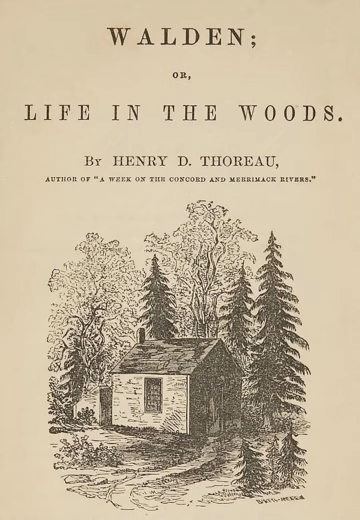 WALDEN;
OR,
LIFE IN THE WOODS.
BY HENRY D. THOREAU,
AUTHOR OF "A WEEK ON THE CONCORD AND MERRIMACK RIVERS."